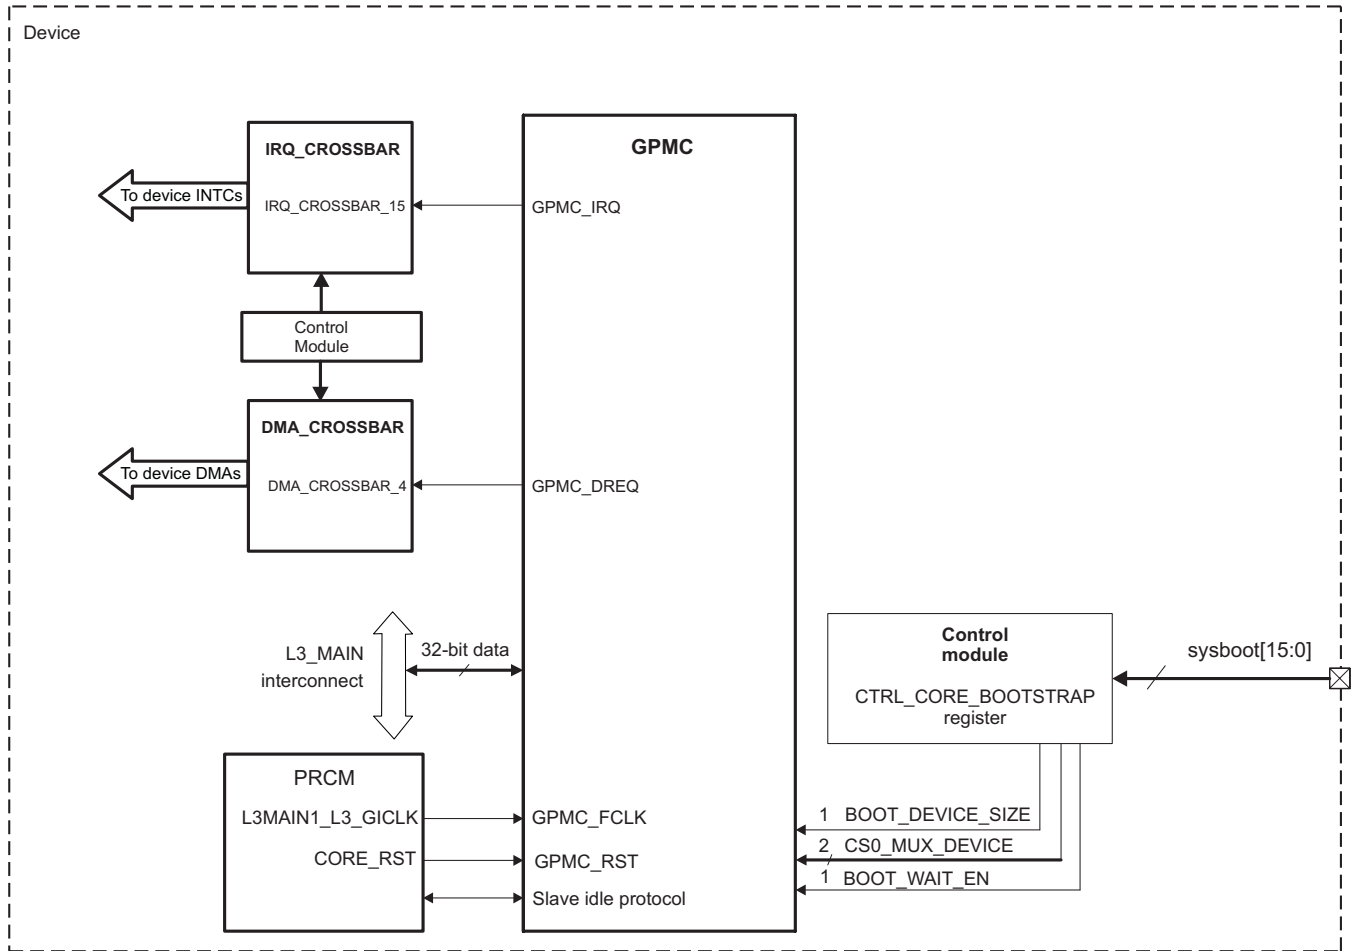 Device
IRQ_CROSSBAR
GPMC
To device INTCs
IRQ_CROSSBAR_15
GPMC_IRQ
Control
Module
DMA_CROSSBAR
To device DMAs
DMA_CROSSBAR_4
GPMC_DREQ
L3_MAIN
interconnect
32-bit data
Control
module
CTRL_CORE_BOOTSTRAP
register
sysboot[15:0]
PRCM
L3MAIN1_L3_GICLK
GPMC_FCLK
1 BOOT_DEVICE_SIZE
CORE_RST
GPMC_RST
2 CS0_MUX_DEVICE
1 BOOT_WAIT_EN
Slave idle protocol